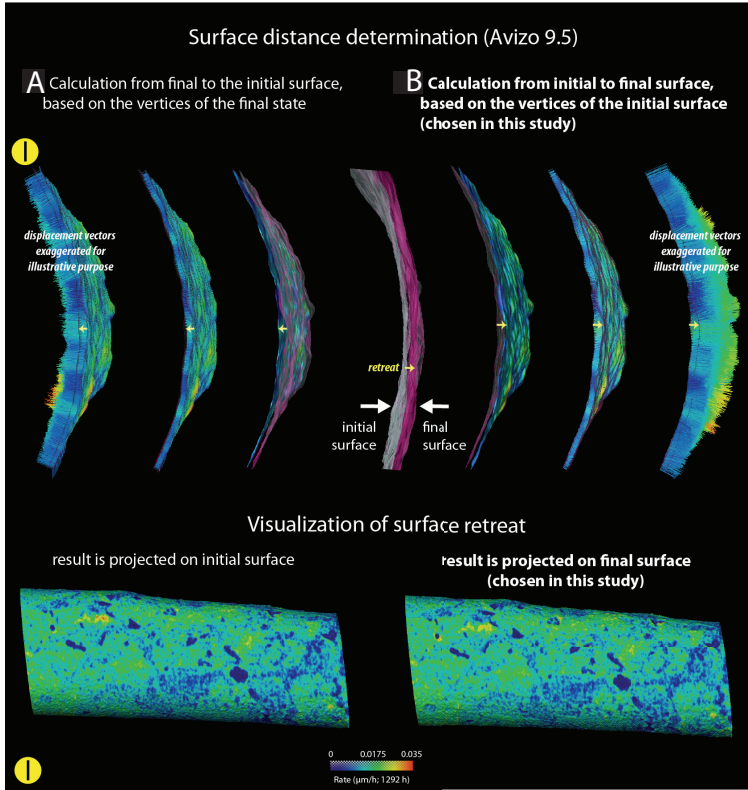 Surface distance determination (Avizo 9.5)
A Calculation from final to the initial surface,
based on the vertices of the final state
B Calculation from initial to final surface,
based on the vertices of the initial surface
(chosen in this study)
I
displacement vectors
exaggerated for
illustrative purpose
displacement vectors
exaggerated for
illustrative purpose
retreat
initial
surface
final
surface
Visualization of surface retreat
result is projected on initial surface
result is projected on final surface
(chosen in this study)
0 0.0175 0.035
Rate (µm/h; 1292 h)
I